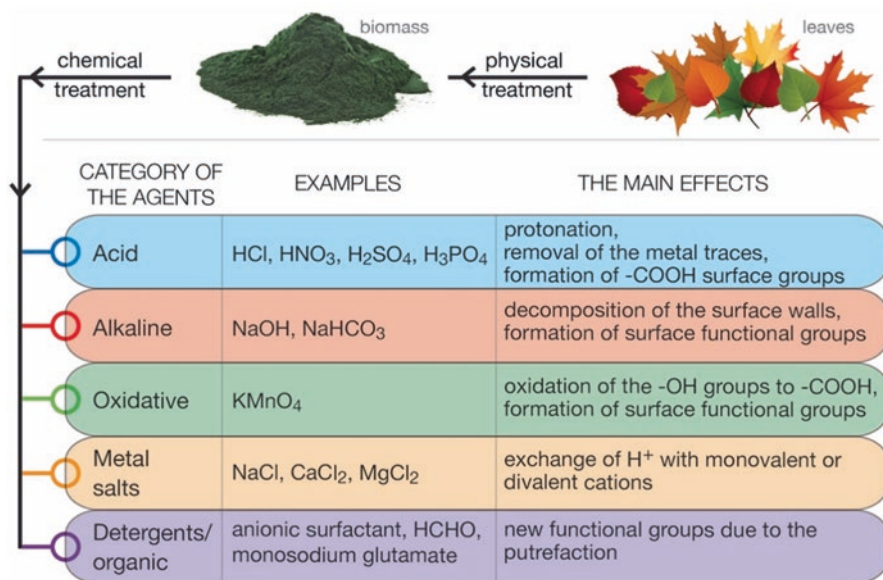 biomass
leaves
chemical
treatment
physical
treatment
CATEGORY OF
THE AGENTS
EXAMPLES
THE MAIN EFFECTS
Acid
HCl, HNO₃, H₂SO₄, H₃PO₄
protonation,
removal of the metal traces,
formation of -COOH surface groups
Alkaline
NaOH, NaHCO₃
decomposition of the surface walls,
formation of surface functional groups
Oxidative
KMnO₄
oxidation of the -OH groups to -COOH,
formation of surface functional groups
Metal
salts
NaCl, CaCl₂, MgCl₂
exchange of H⁺ with monovalent or
divalent cations
Detergents/
organic
anionic surfactant, HCHO,
monosodium glutamate
new functional groups due to the
putrefaction